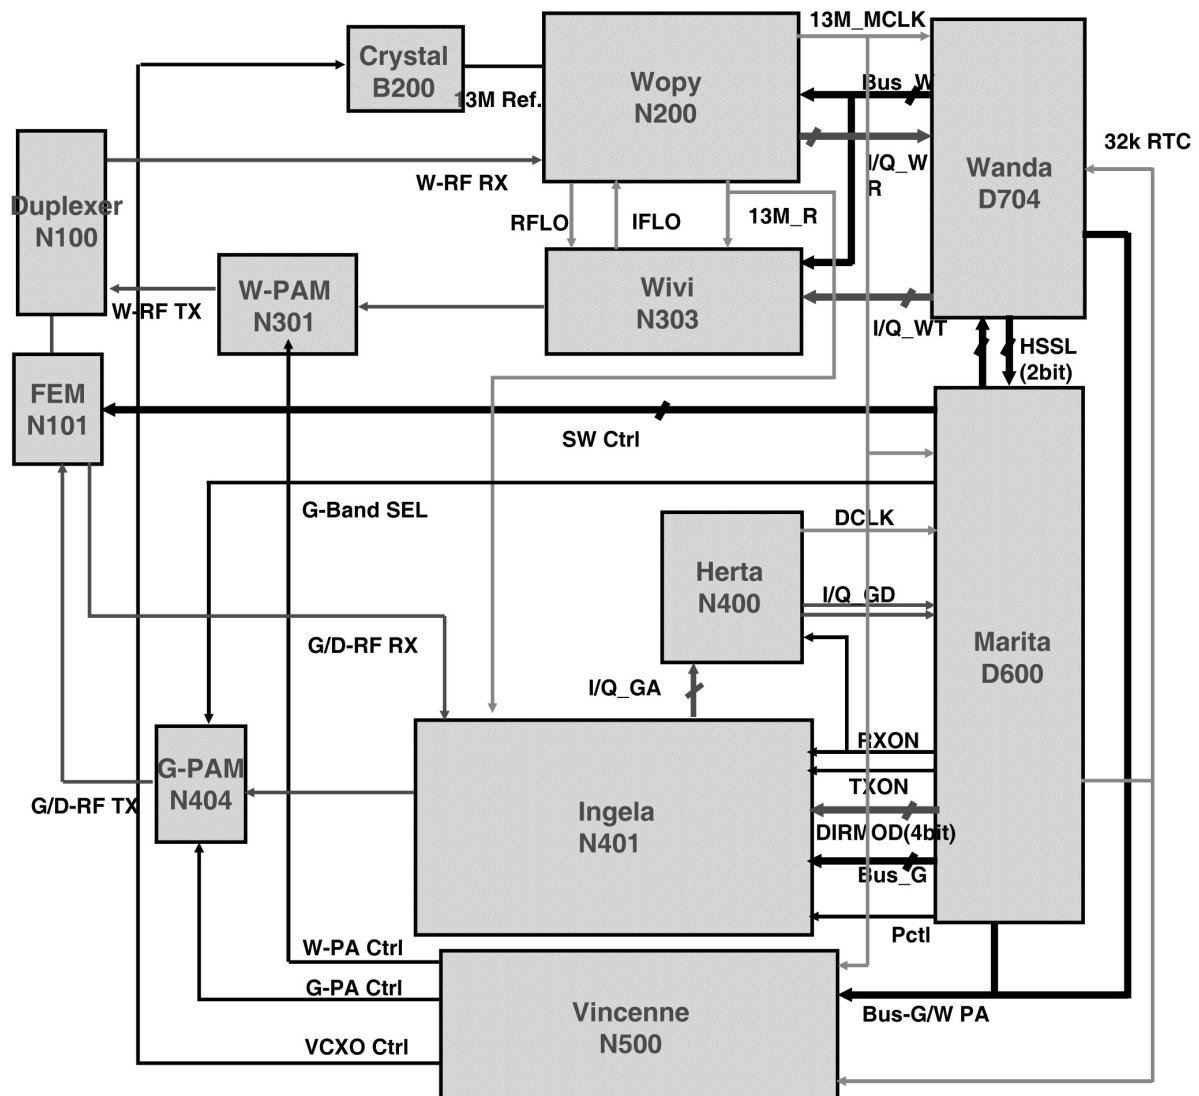 13M_MCLK
Crystal
B200
Wopy
N200
13M Ref.
Bus_W
Wanda
D704
32k RTC
I/Q_W
R
W-RF RX
Duplexer
N100
RFLO
IFLO
13M_R
W-PAM
N301
Wivi
N303
W-RF TX
I/Q_WT
HSSL
(2bit)
FEM
N101
SW Ctrl
G-Band SEL
DCLK
Herta
N400
I/Q_GD
Marita
D600
G/D-RF RX
I/Q_GA
RXON
TXON
G-PAM
N404
G/D-RF TX
Ingela
N401
DIRMOD(4bit)
Bus_G
Pctl
W-PA Ctrl
G-PA Ctrl
Vincenne
N500
Bus-G/W PA
VCXO Ctrl